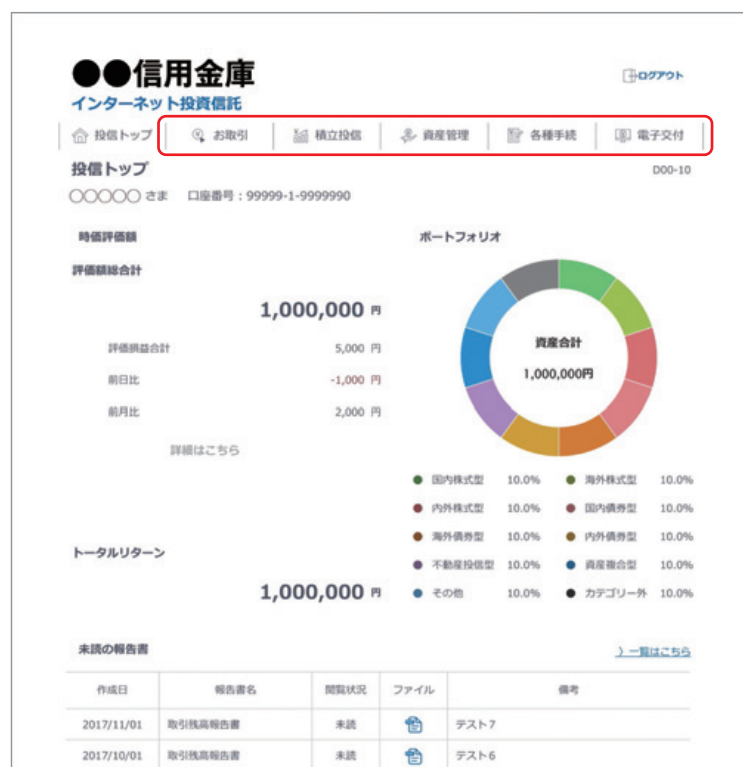 ●●信用金庫
ログアウト
インターネット投資信託
投信トップ お取引 積立投信 資産管理 各種手続 電子交付
投信トップ D00-10
○○○○○ さま 口座番号：99999-1-9999990
時価評価額
評価額総合計
1,000,000 円
評価損益合計 5,000 円
前日比 -1,000 円
前月比 2,000 円
詳細はこちら
トータルリターン
1,000,000 円
ポートフォリオ
資産合計
1,000,000円
国内株式型 10.0% 海外株式型 10.0%
内外株式型 10.0% 国内債券型 10.0%
海外債券型 10.0% 内外債券型 10.0%
不動産投信型 10.0% 資産複合型 10.0%
その他 10.0% カテゴリー外 10.0%
未読の報告書 〉一覧はこちら
作成日 報告書名 閲覧状況 ファイル 備考
2017/11/01 取引残高報告書 未読 テスト7
2017/10/01 取引残高報告書 未読 テスト6